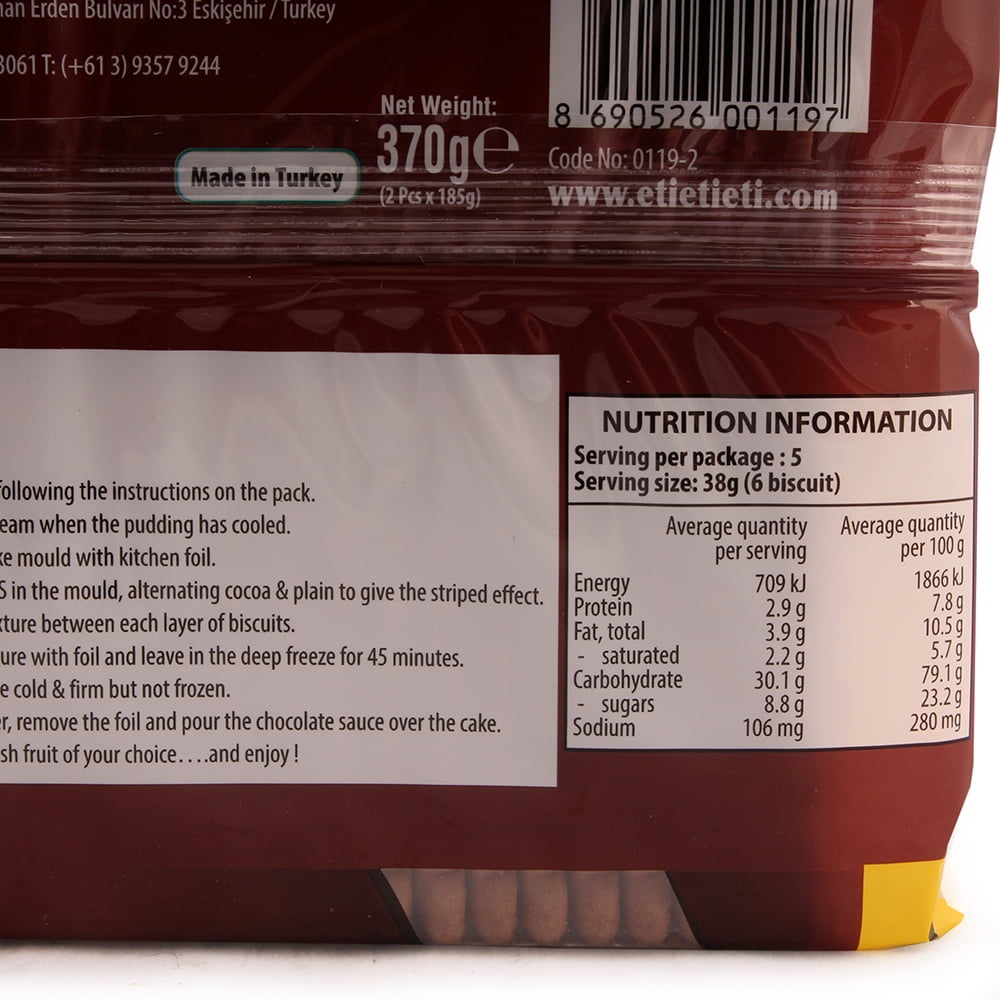 Erden Bulvarı No:3 Eskişehir / Turkey
3061 T: (+61 3) 9357 9244
Net Weight:
370g e
(2 Pcs x 185g)
Made in Turkey
8 690526 001197
Code No: 0119-2
www.etietieti.com
following the instructions on the pack.
when the pudding has cooled.
mould with kitchen foil.
S in the mould, alternating cocoa & plain to give the striped effect.
between each layer of biscuits.
with foil and leave in the deep freeze for 45 minutes.
cold & firm but not frozen.
remove the foil and pour the chocolate sauce over the cake.
fruit of your choice....and enjoy !
NUTRITION INFORMATION
Serving per package : 5
Serving size: 38g (6 biscuit)
Average quantity per serving Average quantity per 100 g
Energy 709 kJ 1866 kJ
Protein 2.9 g 7.8 g
Fat, total 3.9 g 10.5 g
- saturated 2.2 g 5.7 g
Carbohydrate 30.1 g 79.1 g
- sugars 8.8 g 23.2 g
Sodium 106 mg 280 mg